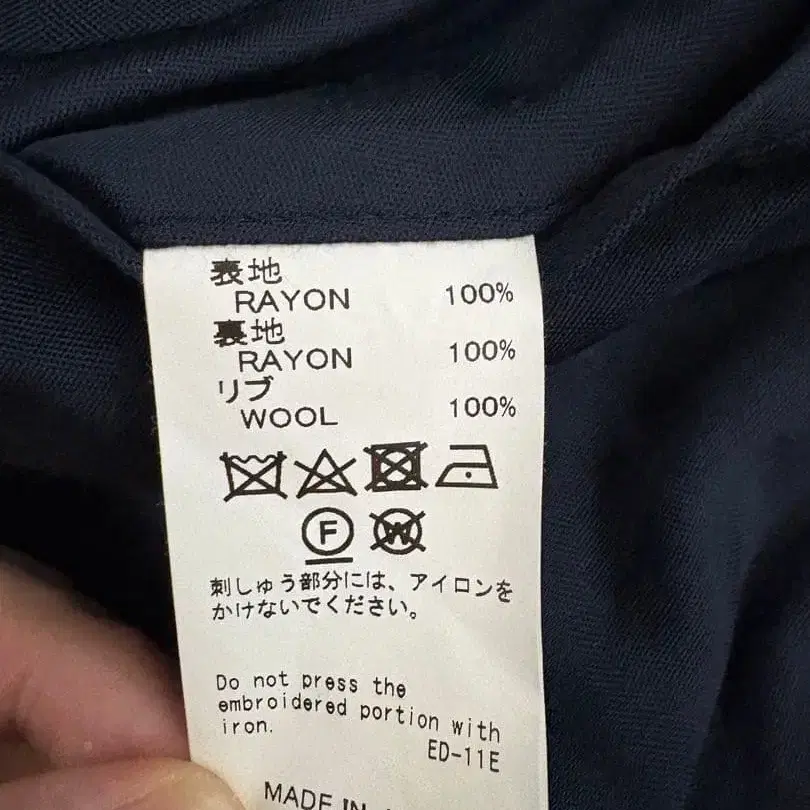 表地
RAYON 100%
裏地
RAYON 100%
リブ
WOOL 100%
F W
刺しゅう部分には、アイロンを
かけないでください。
Do not press the
embroidered portion with
iron.
ED-11E
MADE IN